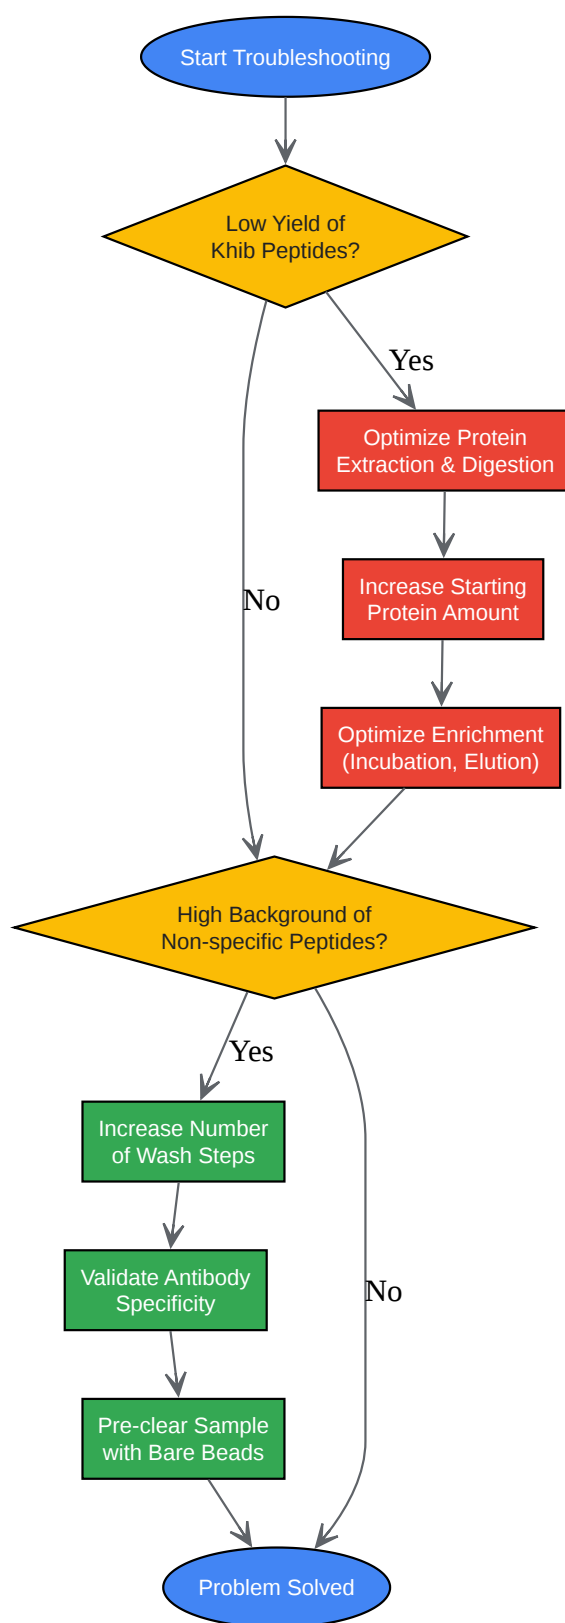 Start Troubleshooting
Low Yield of
Khib Peptides?
Yes
Optimize Protein
Extraction & Digestion
Increase Starting
Protein Amount
No
Optimize Enrichment
(Incubation, Elution)
High Background of
Non-specific Peptides?
Yes
Increase Number
of Wash Steps
Validate Antibody
Specificity
No
Pre-clear Sample
with Bare Beads
Problem Solved